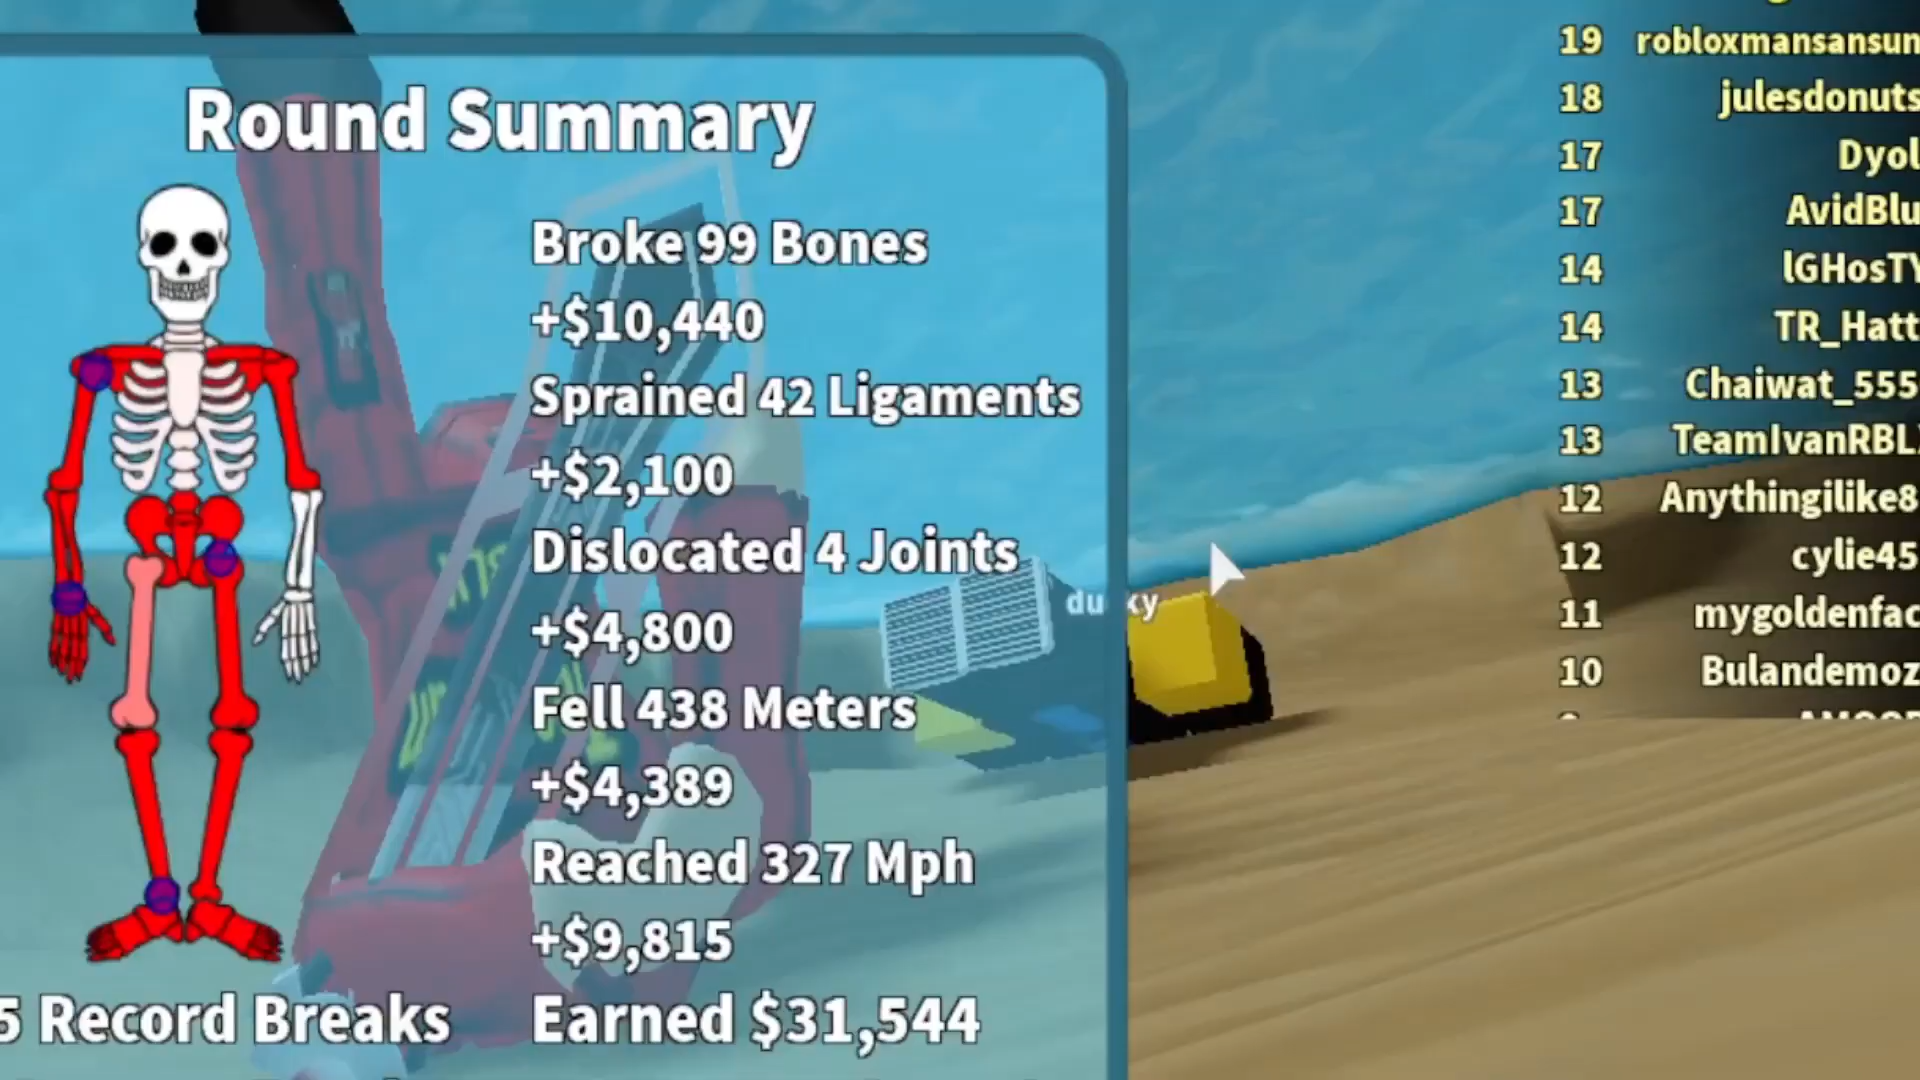 Round Summary
Broke 99 Bones
+$10,440
Sprained 42 Ligaments
+$2,100
Dislocated 4 Joints
+$4,800
Fell 438 Meters
+$4,389
Reached 327 Mph
+$9,815
5 Record Breaks
Earned $31,544
19 robloxmansansun
18 julesdonuts
17 Dyol
17 AvidBlu
14 lGHosTY
14 TR_Hatt
13 Chaiwat_555
13 TeamIvanRBL
12 Anythingilike8
12 cylie45
11 mygoldenfac
10 Bulandemoz